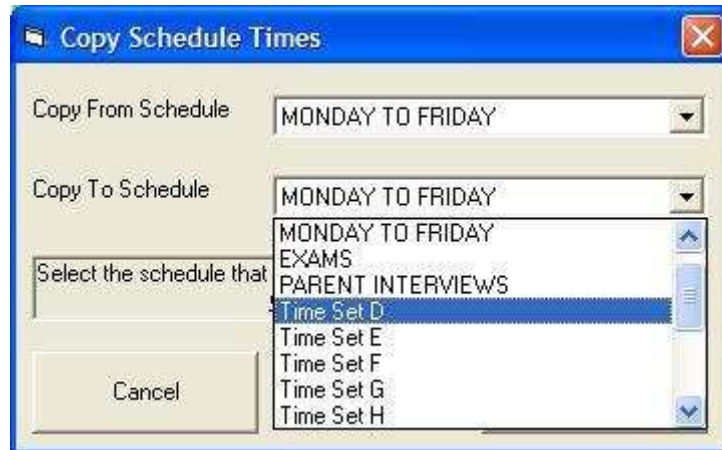 Copy Schedule Times
Copy From Schedule MONDAY TO FRIDAY
Copy To Schedule MONDAY TO FRIDAY
MONDAY TO FRIDAY
EXAMS
PARENT INTERVIEWS
Select the schedule that
Time Set D
Time Set E
Time Set F
Time Set G
Time Set H
Cancel